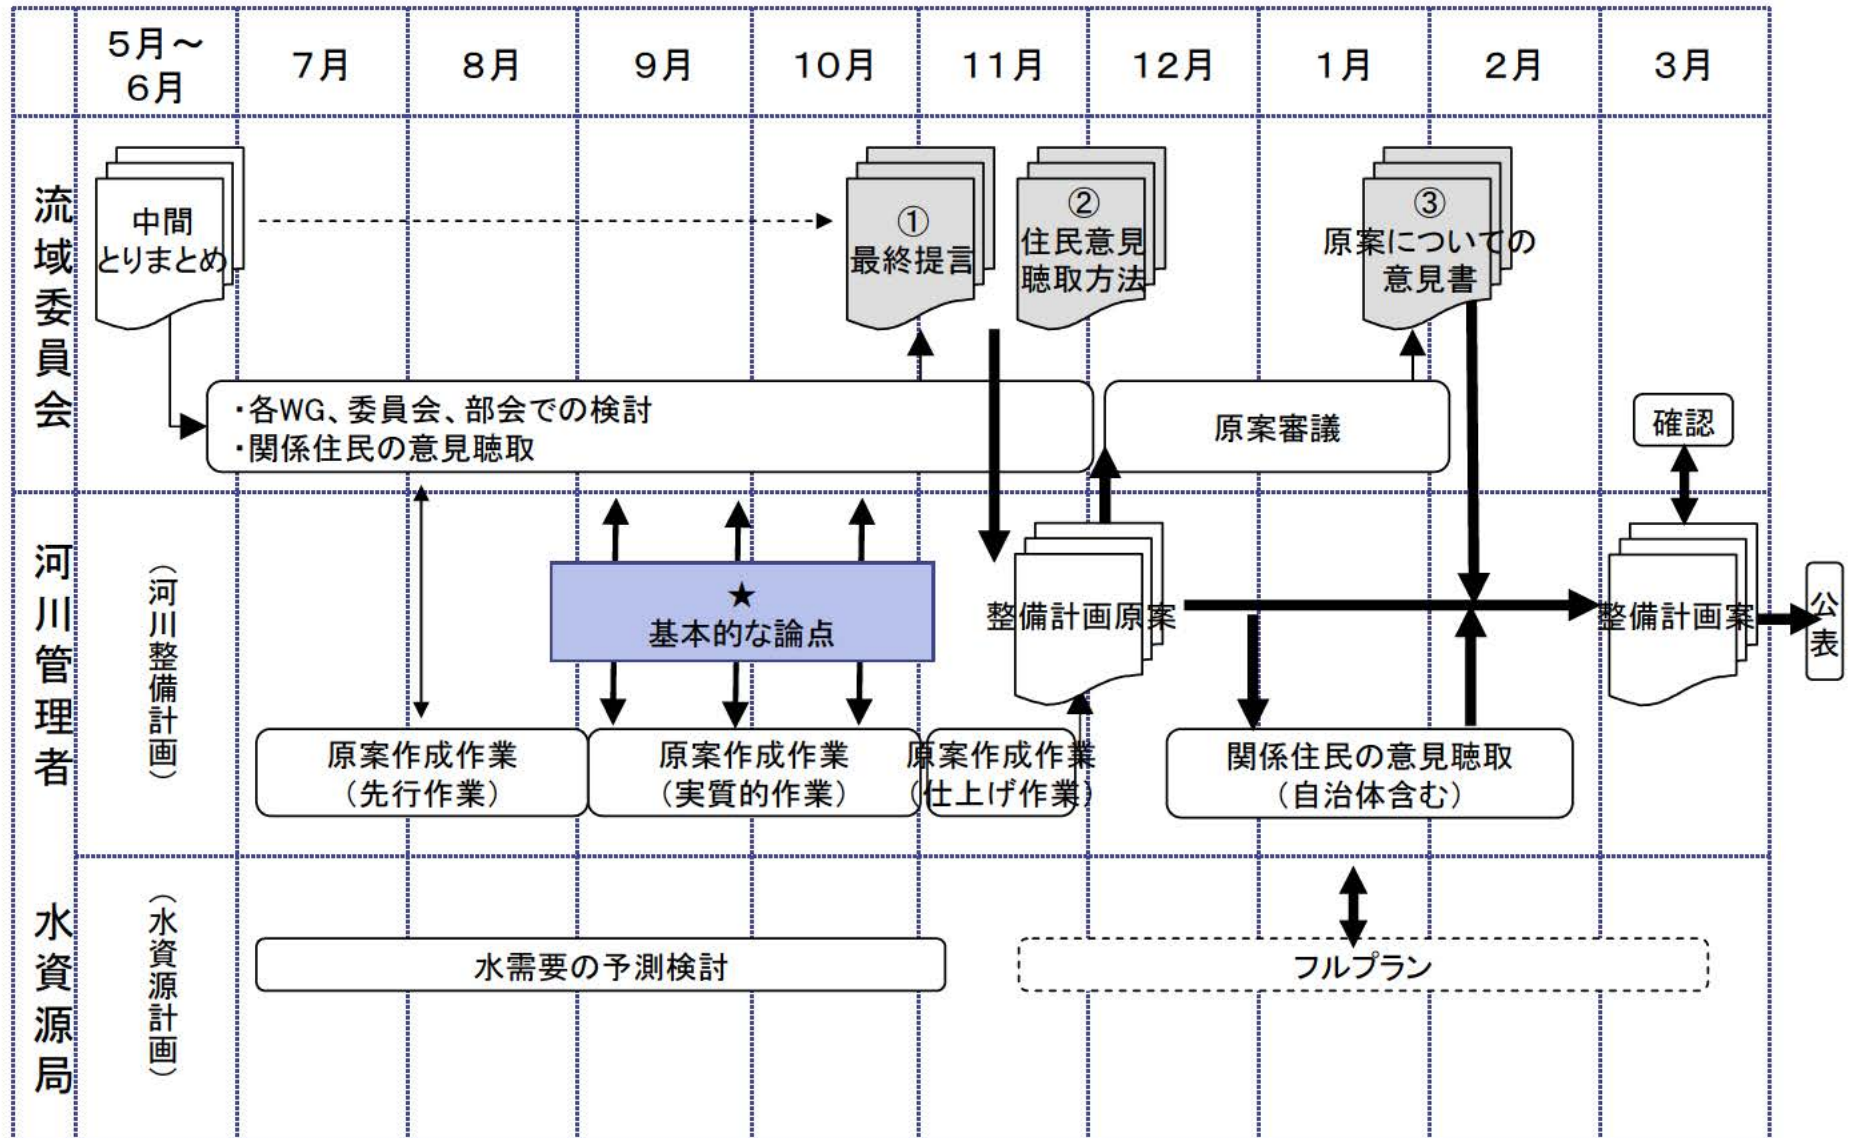 5月～
6月
7月
8月
9月
10月
11月
12月
1月
2月
3月
流域委員会
中間
とりまとめ
①
最終提言
②
住民意見
聴取方法
③
原案についての
意見書
・各WG、委員会、部会での検討
・関係住民の意見聴取
原案審議
確認
河川管理者
（河川整備計画）
★
基本的な論点
整備計画原案
整備計画案
公表
原案作成作業
（先行作業）
原案作成作業
（実質的作業）
原案作成作業
（仕上げ作業）
関係住民の意見聴取
（自治体含む）
水資源局
（水資源計画）
水需要の予測検討
フルプラン